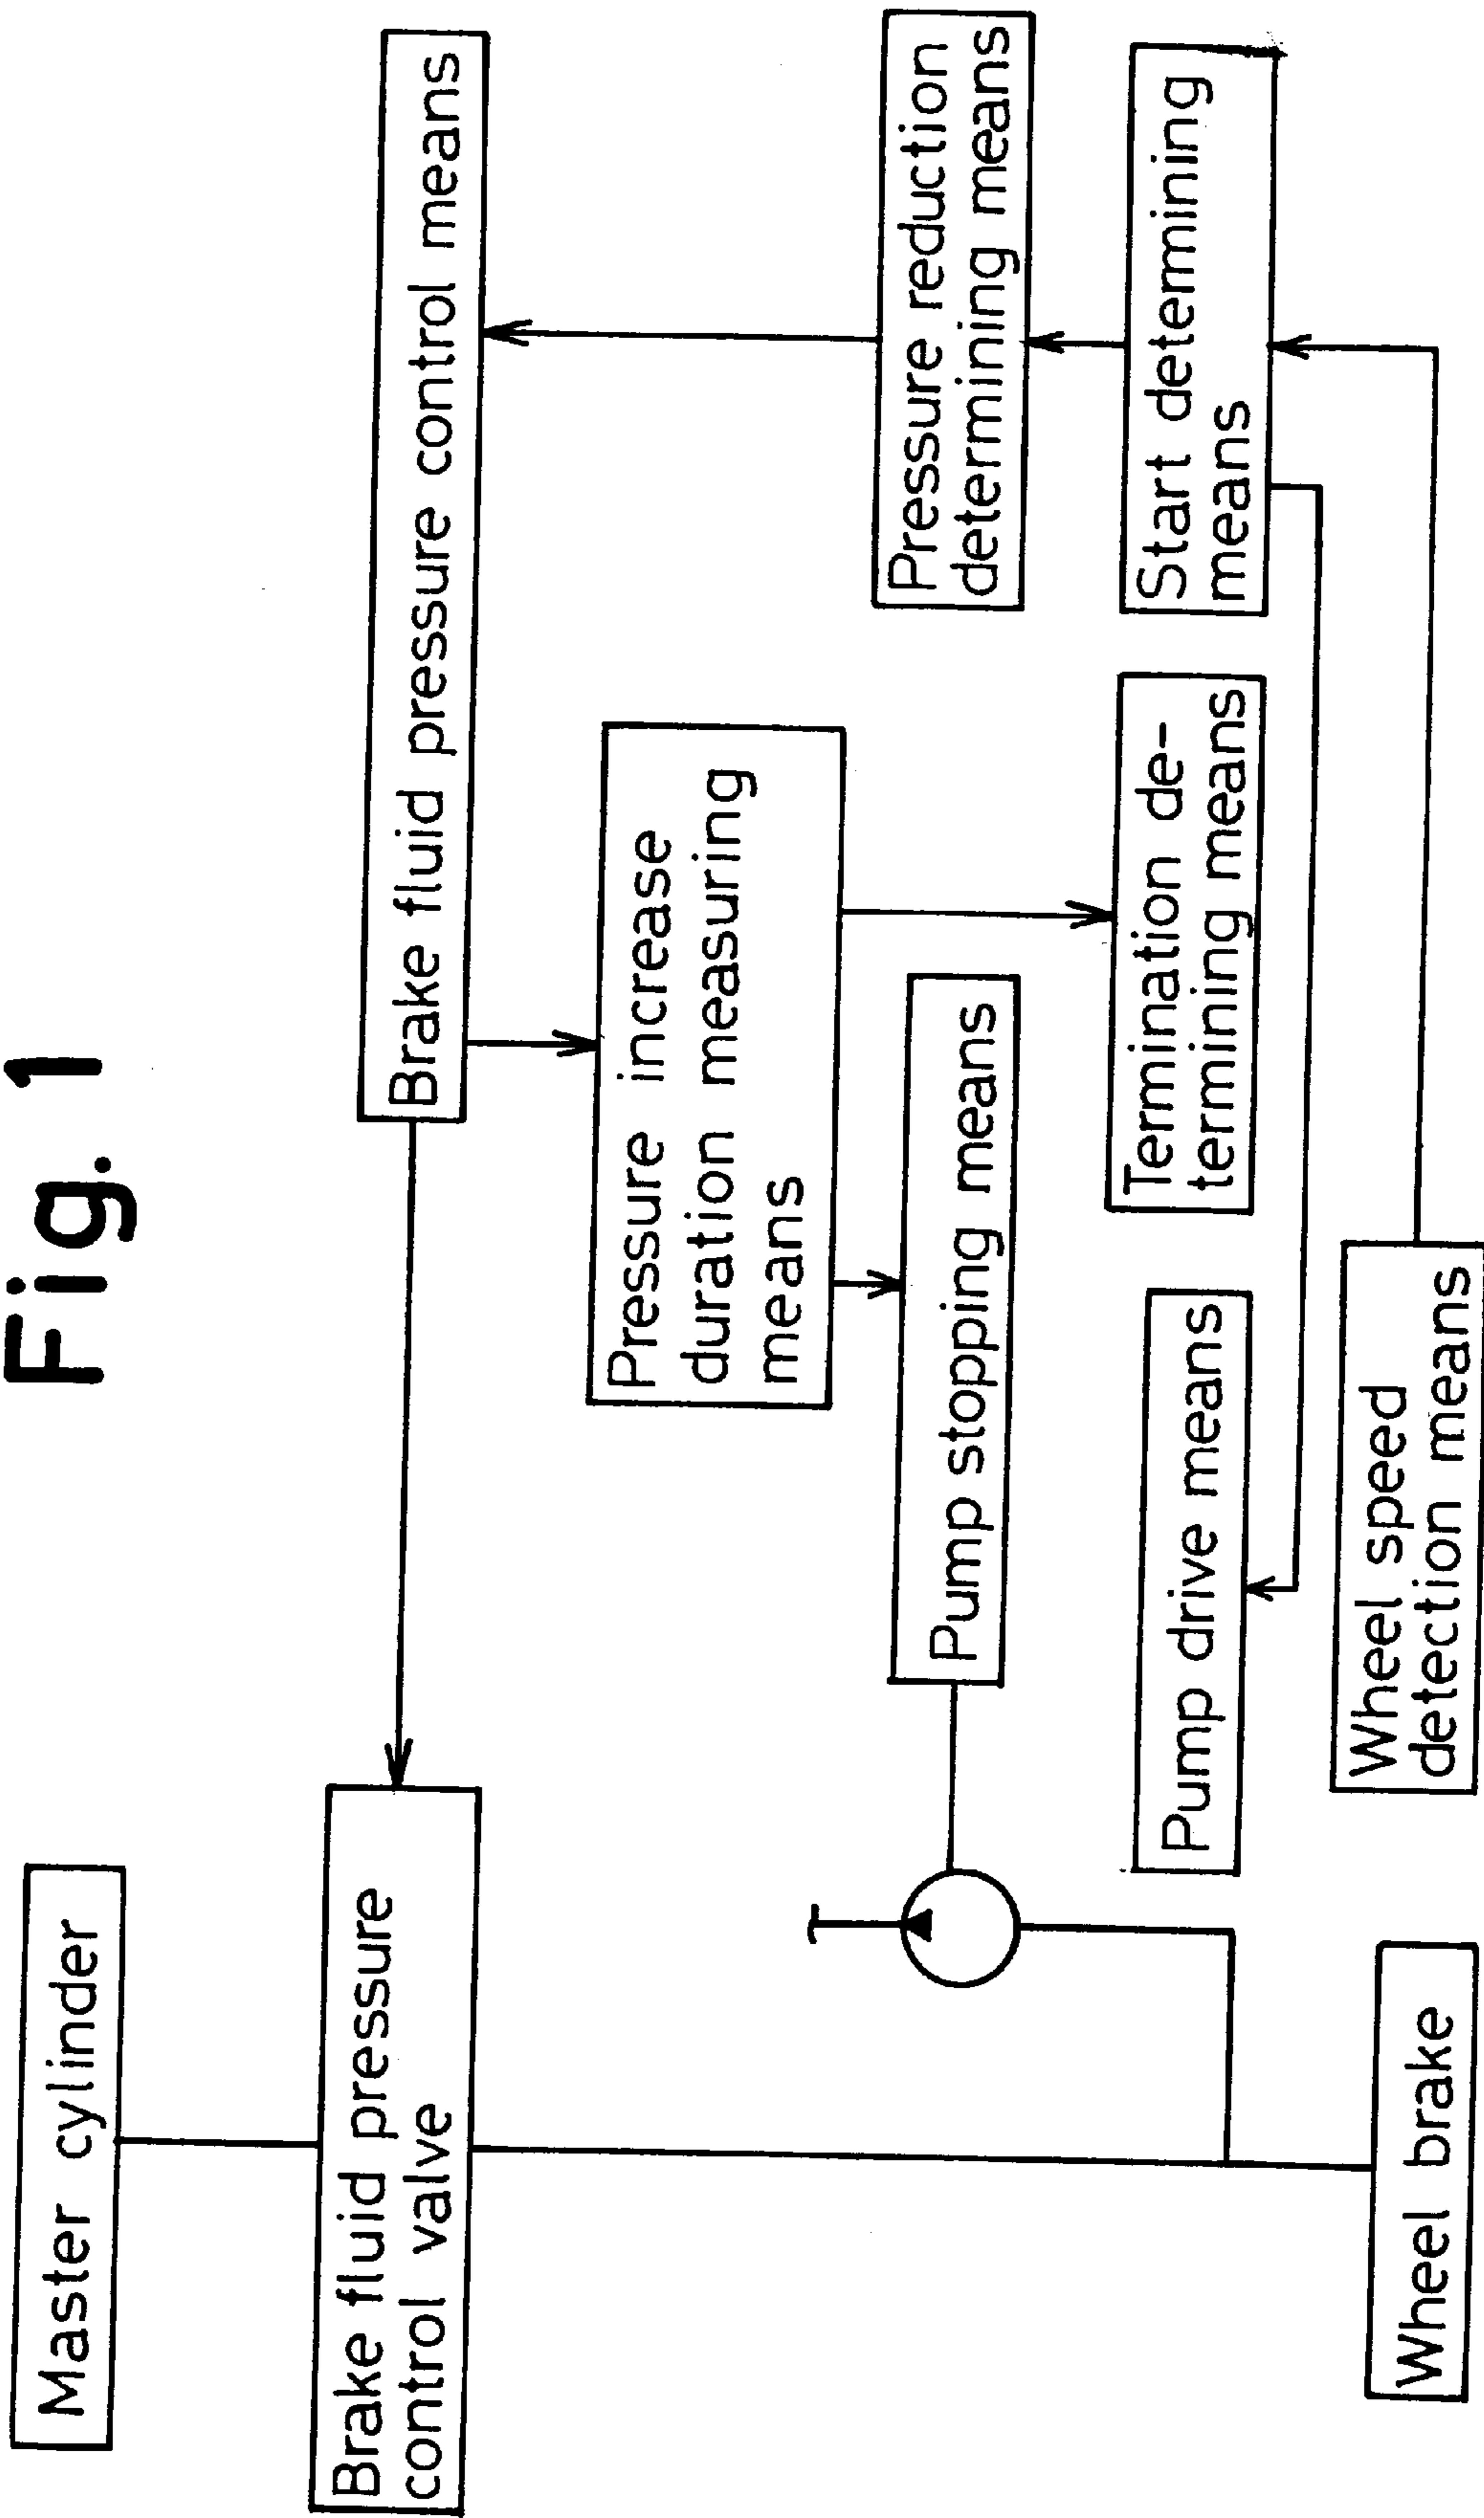 Fig. 1
Master cylinder
Brake fluid pressure
control valve
Brake fluid pressure control means
Pressure increase
duration measuring
means
Pump stopping means
Pressure reduction
determining means
Termination de-
termining means
Start determining
means
Pump drive means
Wheel speed
detection means
Wheel brake